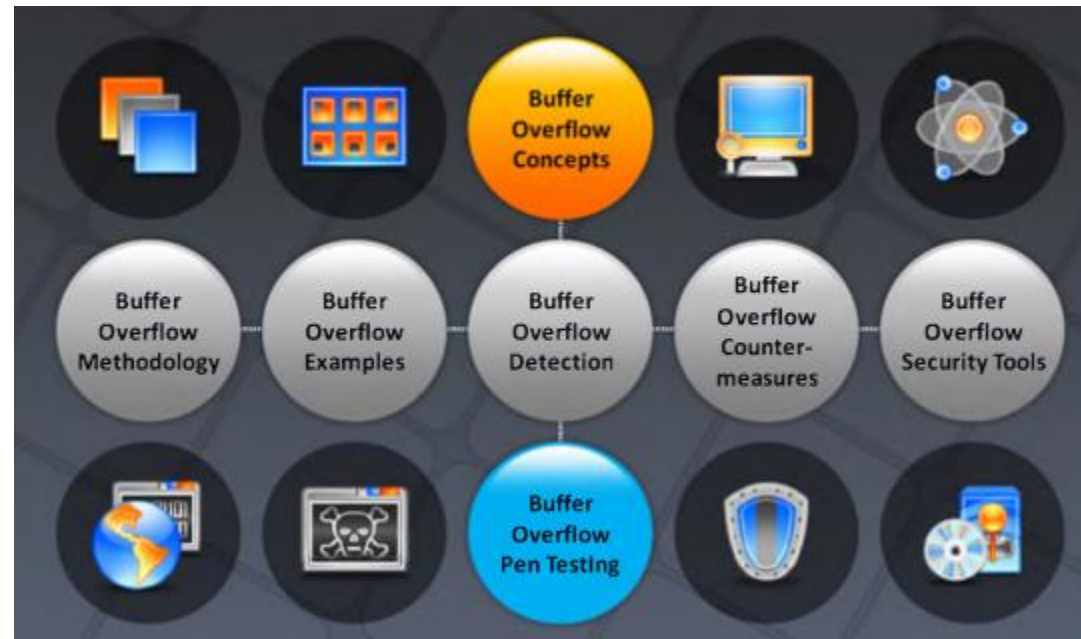 Buffer
Overflow
Concepts
Buffer
Overflow
Methodology
Buffer
Overflow
Examples
Buffer
Overflow
Detection
Buffer
Overflow
Counter-
measures
Buffer
Overflow
Security Tools
Buffer
Overflow
Pen Testing